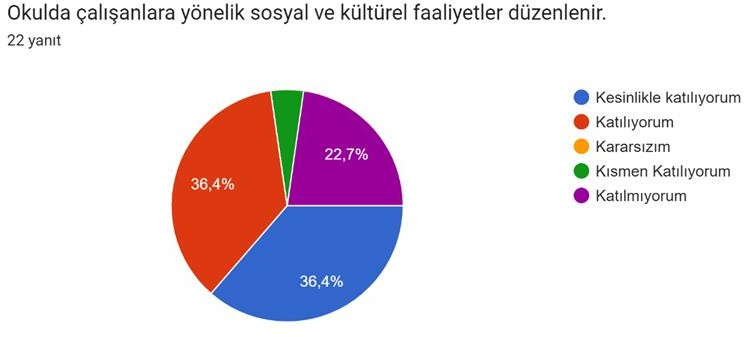 Okulda çalışanlara yönelik sosyal ve kültürel faaliyetler düzenlenir.
22 yanıt
Kesinlikle katılıyorum
Katılıyorum
Kararsızım
Kısmen Katılıyorum
Katılmıyorum
22,7%
36,4%
36,4%